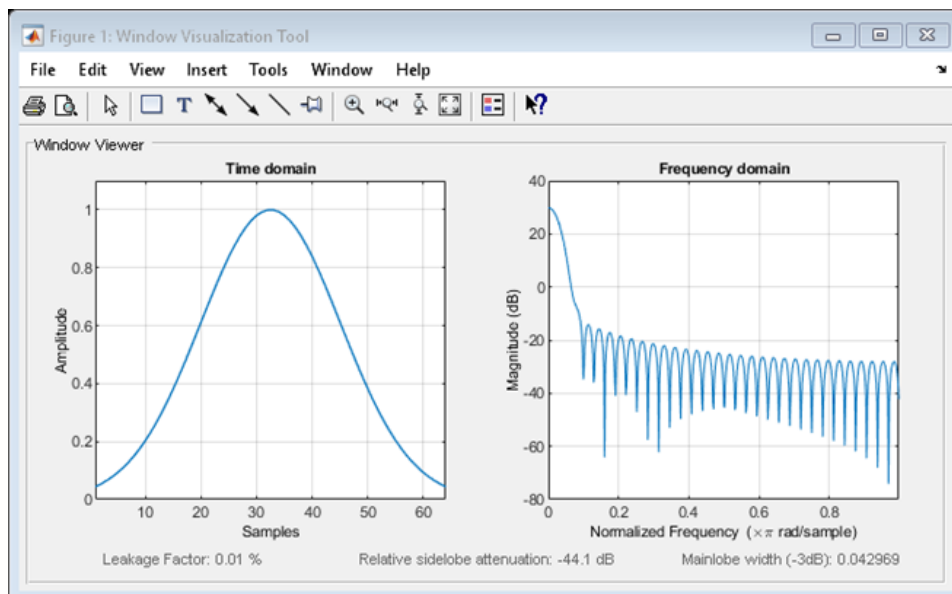 Figure 1: Window Visualization Tool
File Edit View Insert Tools Window Help
T
?
Window Viewer
Time domain
1
0.8
0.6
0.4
0.2
0
10 20 30 40 50 60
Amplitude
Samples
Frequency domain
40
20
0
-20
-40
-60
-80
0 0.2 0.4 0.6 0.8
Magnitude (dB)
Normalized Frequency (×π rad/sample)
Leakage Factor: 0.01 % Relative sidelobe attenuation: -44.1 dB Mainlobe width (-3dB): 0.042969